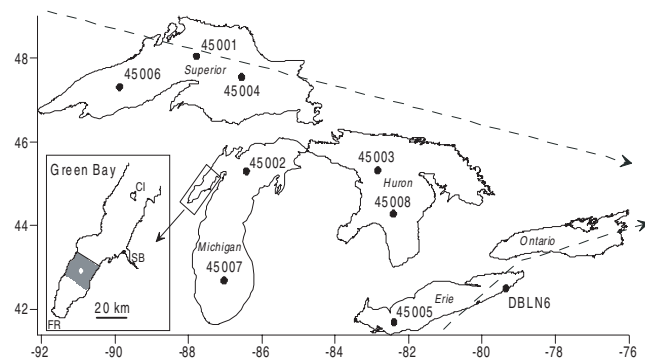 48
46
44
42
-92
-90
-88
-86
-84
-82
-80
-78
-76
45001
Superior
45006
45004
45002
45003
Huron
45008
Michigan
45007
Ontario
Erie
45005
DBLN6
Green Bay
CI
SB
FR
20 km